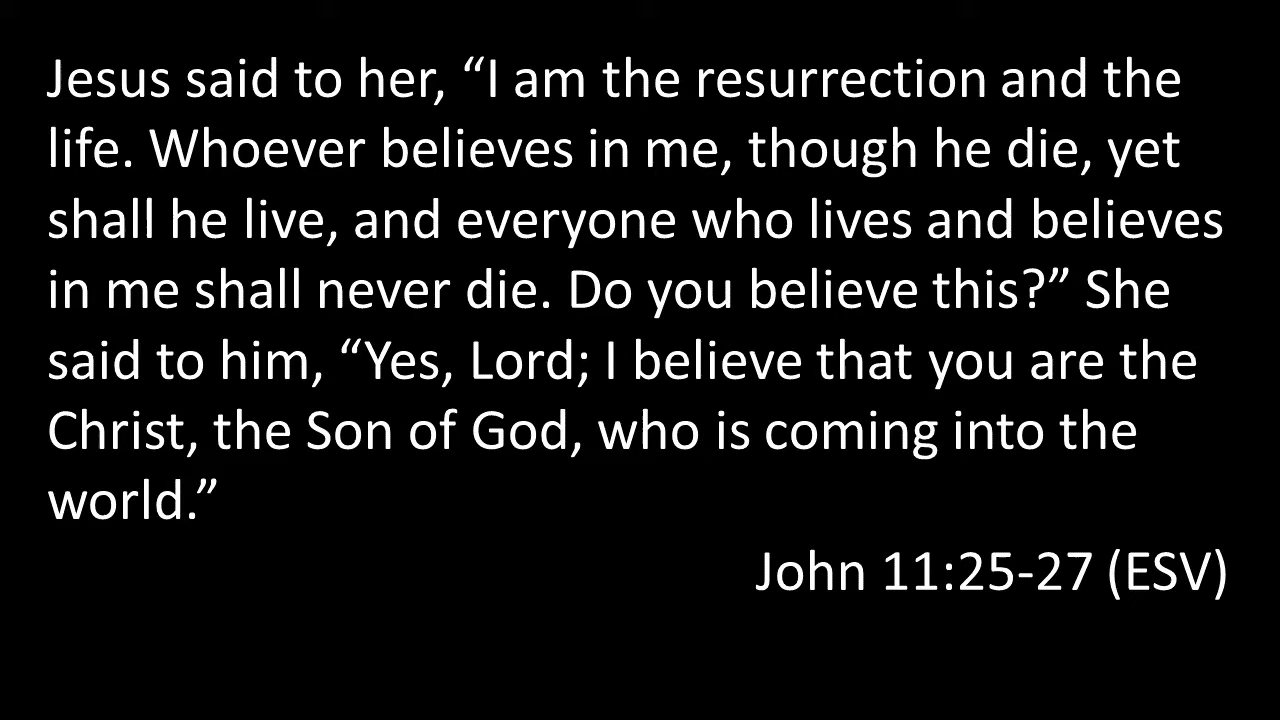 Jesus said to her, “I am the resurrection and the
life. Whoever believes in me, though he die, yet
shall he live, and everyone who lives and believes
in me shall never die. Do you believe this?” She
said to him, “Yes, Lord; I believe that you are the
Christ, the Son of God, who is coming into the
world.”
John 11:25-27 (ESV)